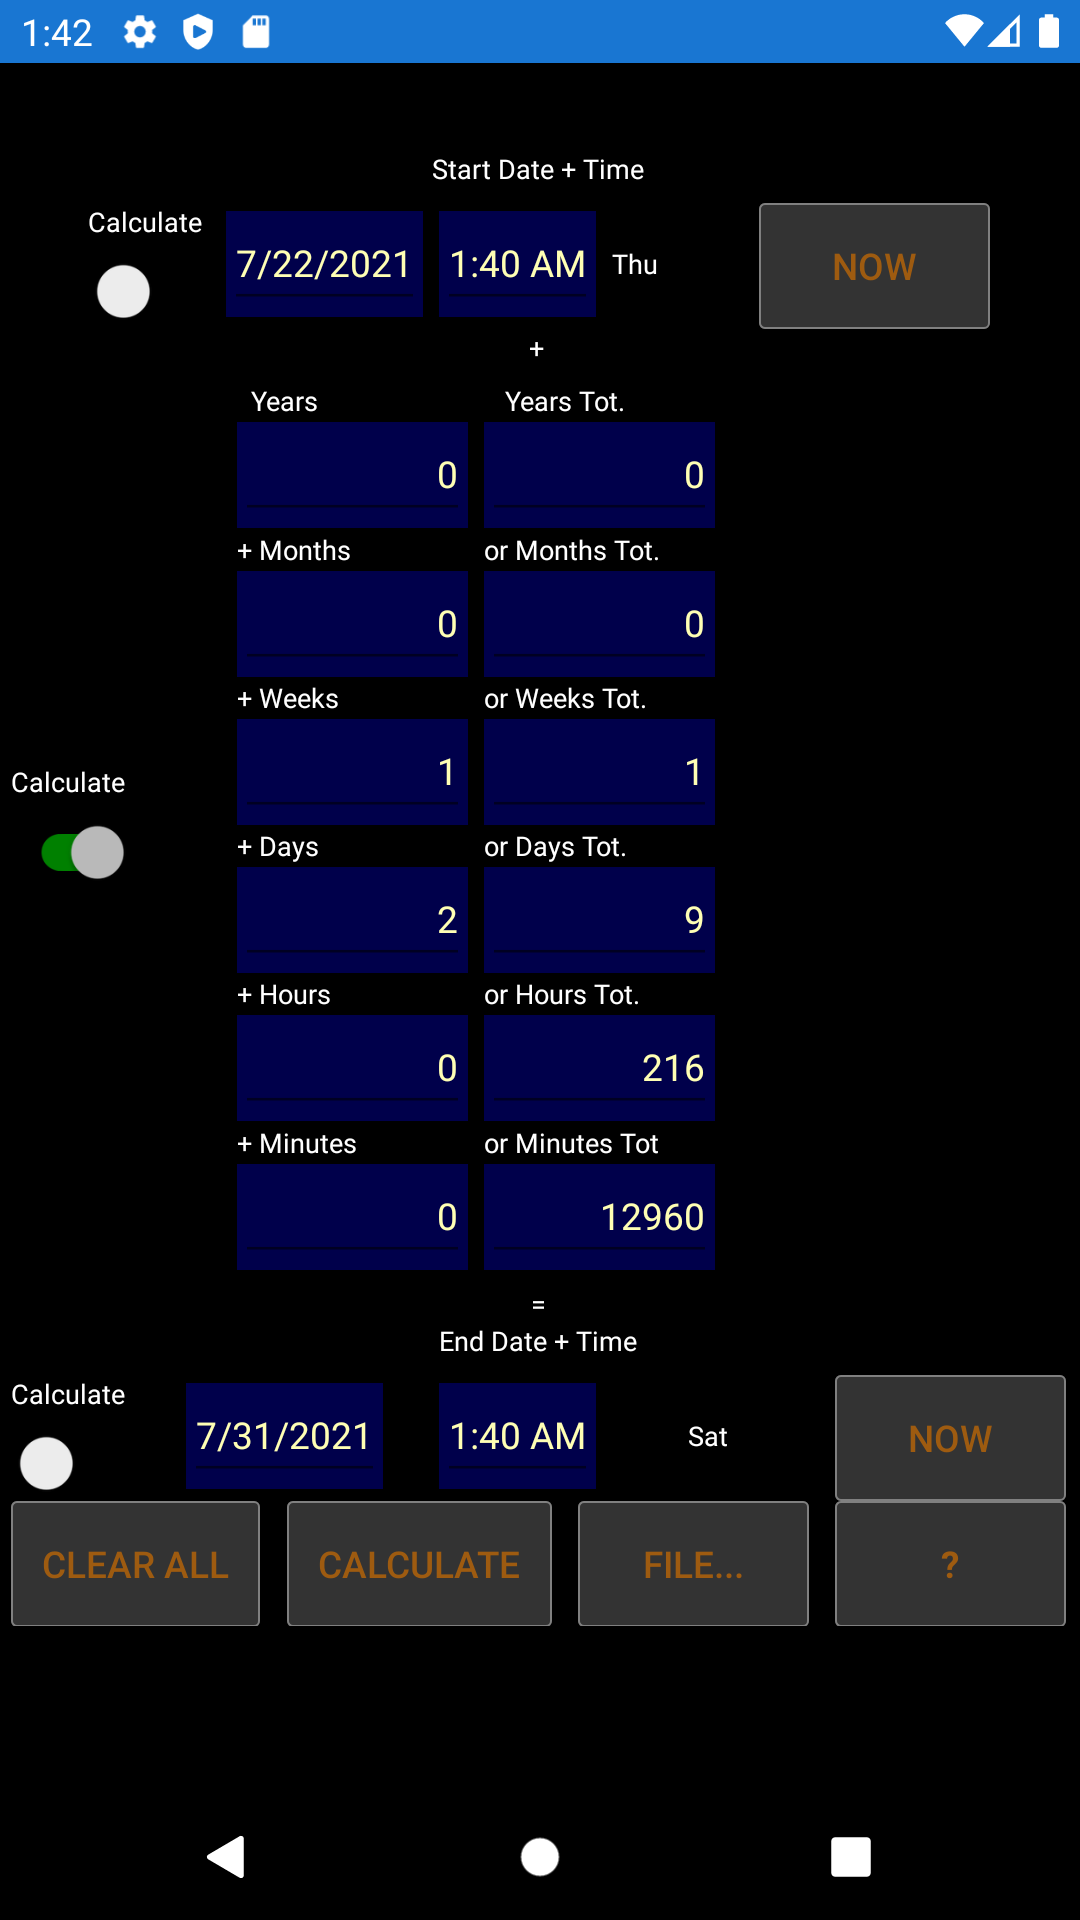 1:42
Start Date + Time
Calculate
7/22/2021 1:40 AM Thu NOW
+
Years Years Tot.
0 0
+ Months or Months Tot.
0 0
+ Weeks or Weeks Tot.
1 1
Calculate
+ Days or Days Tot.
2 9
+ Hours or Hours Tot.
0 216
+ Minutes or Minutes Tot
0 12960
=
End Date + Time
Calculate
7/31/2021 1:40 AM Sat NOW
CLEAR ALL CALCULATE FILE... ?